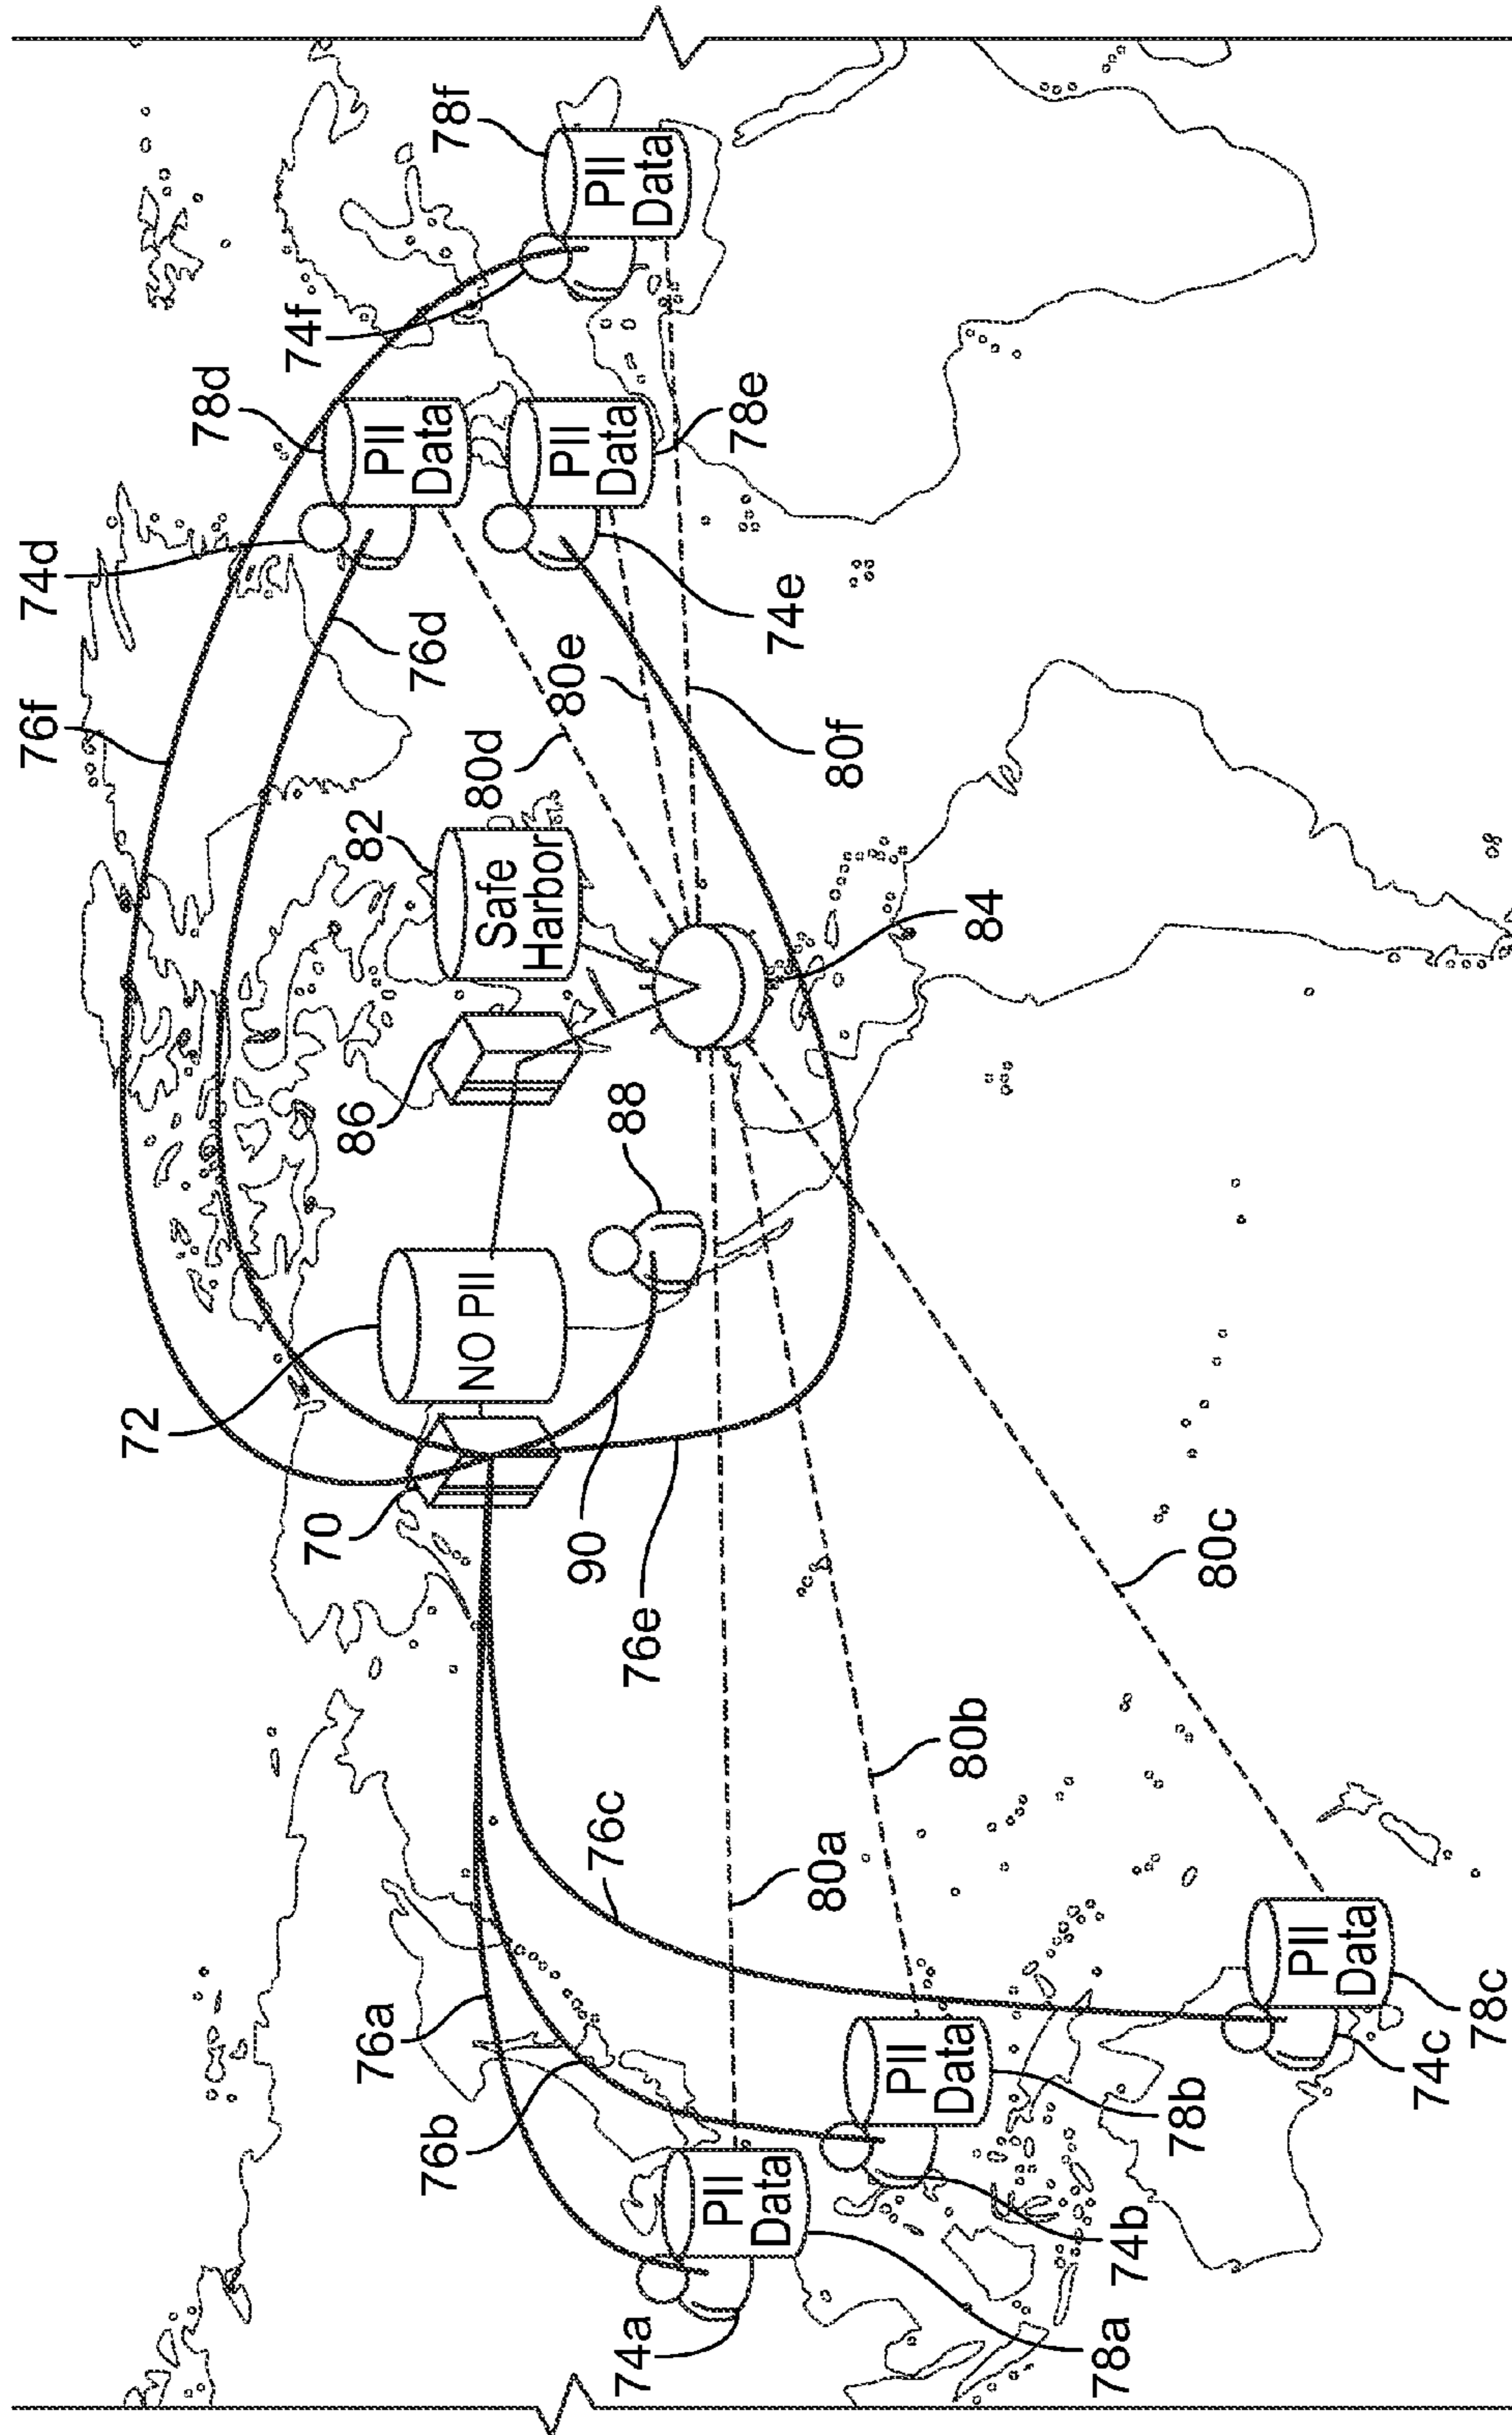 76f
74d
72
78d
74f
70
86
82
76a
PII
Data
76d
76b
78f
NO PII
80d
Safe
Harbor
80e
PII
Data
90
PII
Data
76c
74a
88
76e
PII
Data
78e
74e
80a
80f
PII
Data
80b
84
78a
74b
78b
80c
PII
Data
74c
78c